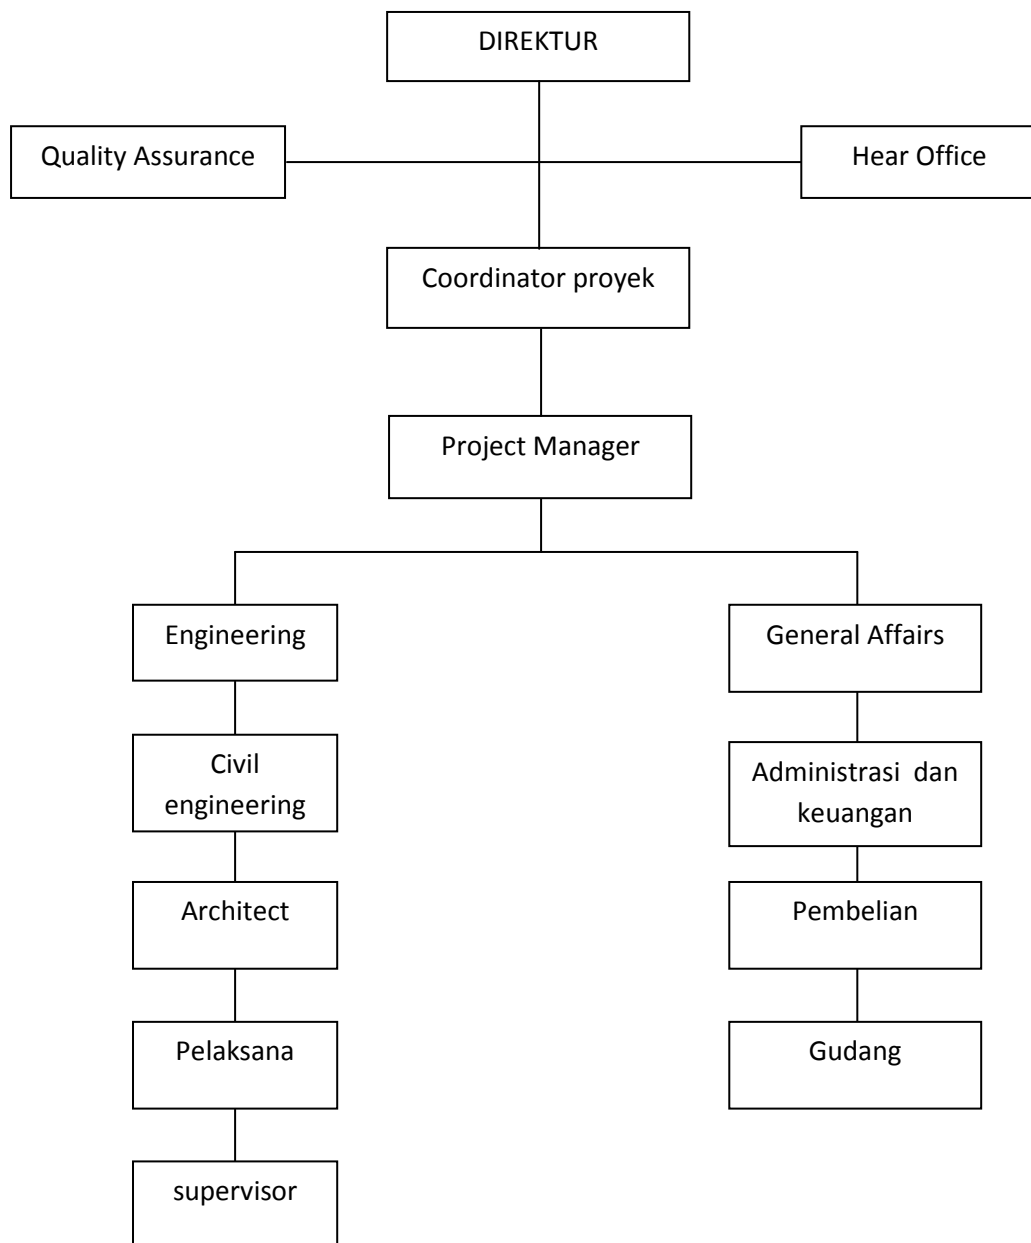 DIREKTUR
Quality Assurance
Hear Office
Coordinator proyek
Project Manager
Engineering
General Affairs
Civil
engineering
Administrasi dan
keuangan
Architect
Pembelian
Pelaksana
Gudang
supervisor